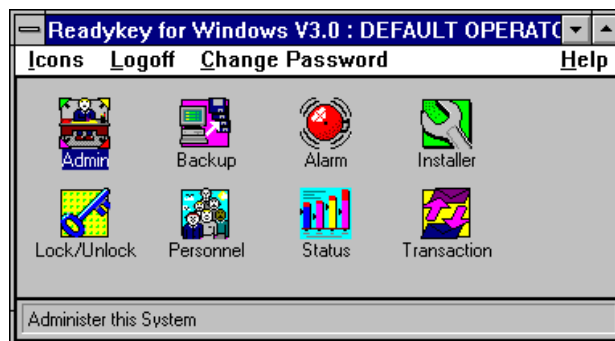 Readykey for Windows V3.0 : DEFAULT OPERATO
Icons Logoff Change Password Help
Admin Backup Alarm Installer
Lock/Unlock Personnel Status Transaction
Administer this System